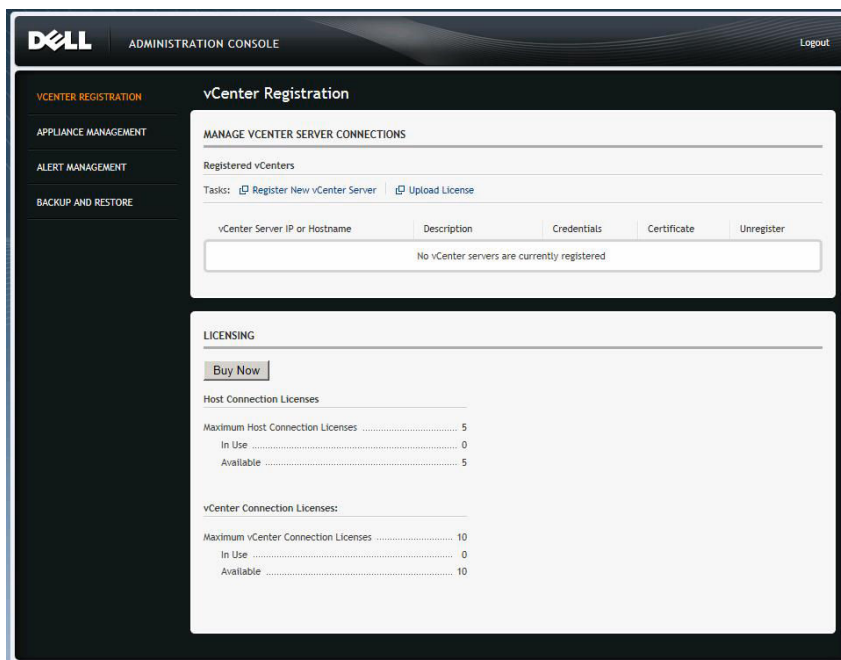 DELL ADMINISTRATION CONSOLE Logout
VCENTER REGISTRATION
APPLIANCE MANAGEMENT
ALERT MANAGEMENT
BACKUP AND RESTORE
vCenter Registration
MANAGE VCENTER SERVER CONNECTIONS
Registered vCenters
Tasks: Register New vCenter Server Upload License
vCenter Server IP or Hostname Description Credentials Certificate Unregister
No vCenter servers are currently registered
LICENSING
Buy Now
Host Connection Licenses
Maximum Host Connection Licenses .................................. 5
In Use .................................. 0
Available .................................. 5
vCenter Connection Licenses:
Maximum vCenter Connection Licenses .................................. 10
In Use .................................. 0
Available .................................. 10